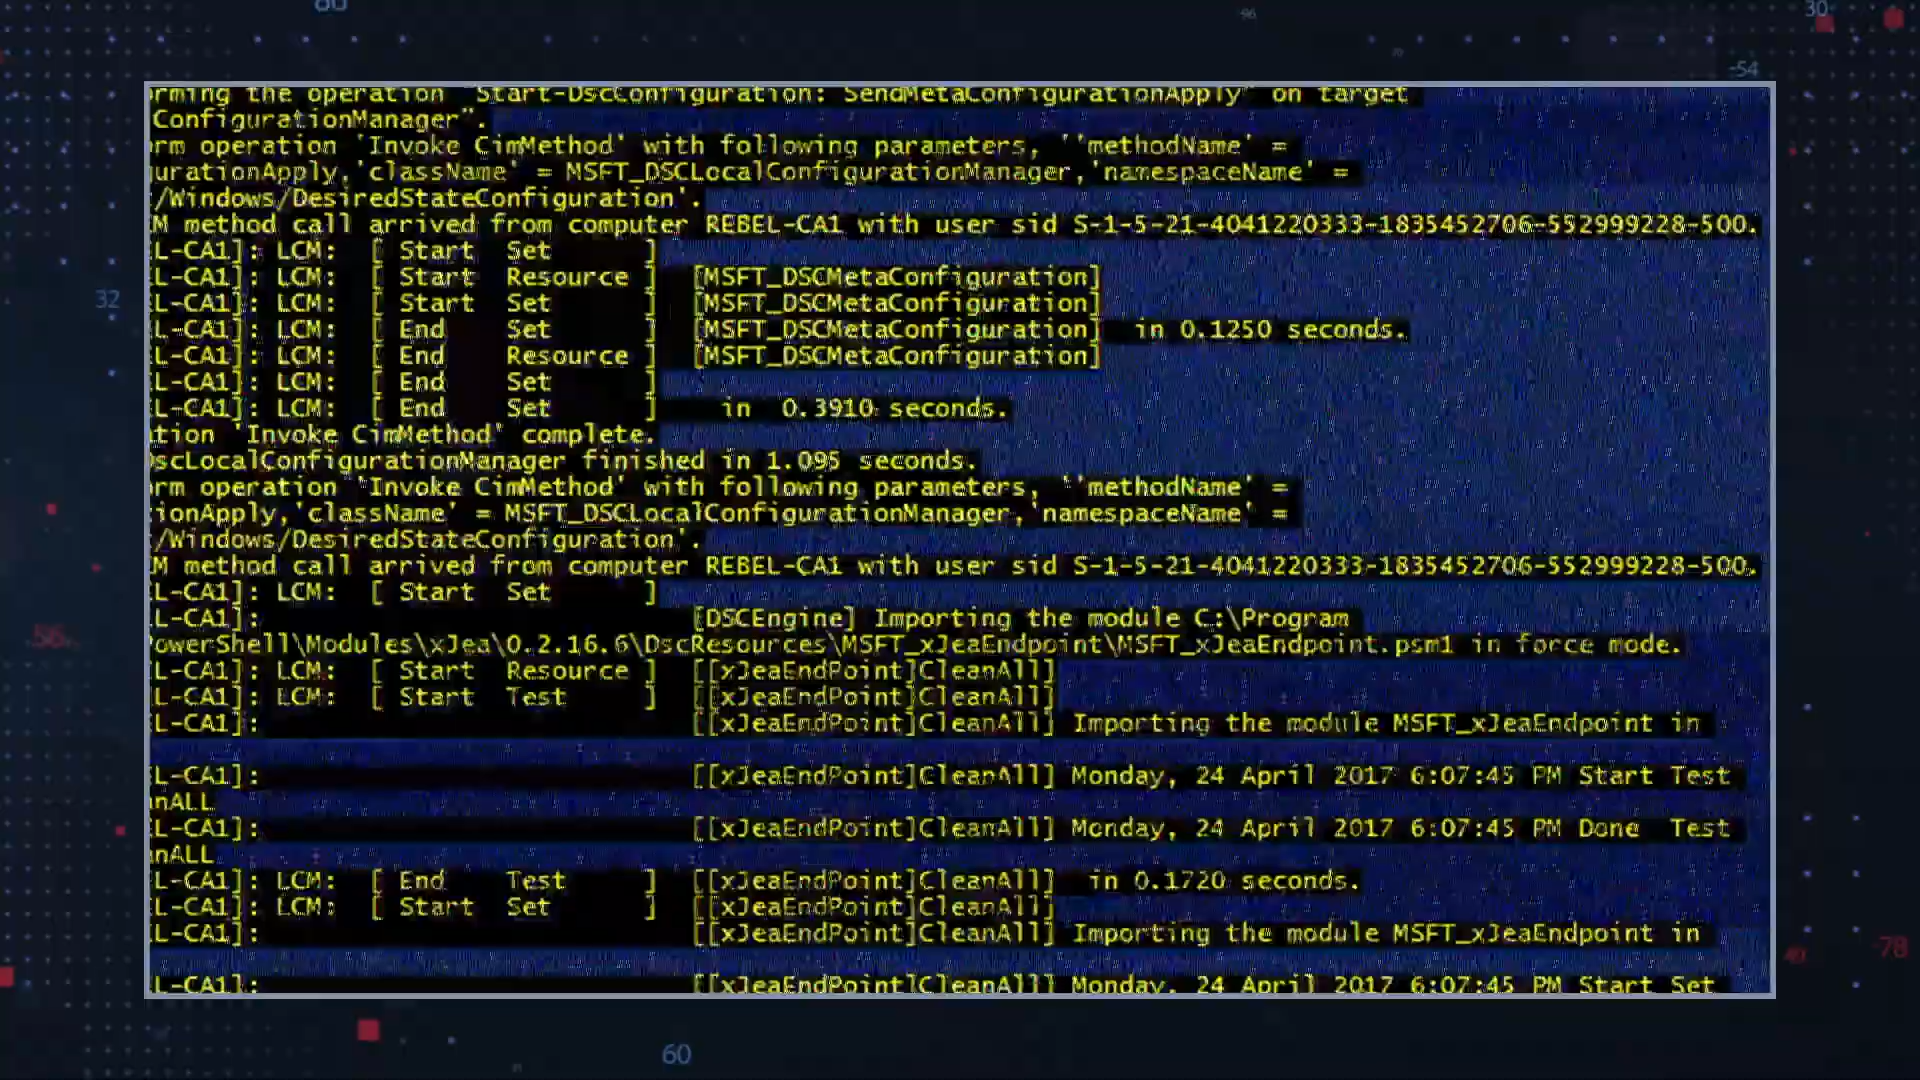 80
96
30
70
-54
rming the operation "Start-DscConfiguration: SendMetaConfigurationApply" on target
ConfigurationManager".
rm operation 'Invoke CimMethod' with following parameters, ''methodName' =
urationApply,'className' = MSFT_DSCLocalConfigurationManager,'namespaceName' =
/Windows/DesiredStateConfiguration'.
M method call arrived from computer REBEL-CA1 with user sid S-1-5-21-4041220333-1835452706-552999228-500.
L-CA1]: LCM: [ Start Set ]
L-CA1]: LCM: [ Start Resource ] [MSFT_DSCMetaConfiguration]
L-CA1]: LCM: [ Start Set ] [MSFT_DSCMetaConfiguration]
L-CA1]: LCM: [ End Set ] [MSFT_DSCMetaConfiguration] in 0.1250 seconds.
L-CA1]: LCM: [ End Resource ] [MSFT_DSCMetaConfiguration]
L-CA1]: LCM: [ End Set ]
L-CA1]: LCM: [ End Set ] in 0.3910 seconds.
tion 'Invoke CimMethod' complete.
DscLocalConfigurationManager finished in 1.095 seconds.
rm operation 'Invoke CimMethod' with following parameters, ''methodName' =
ionApply,'className' = MSFT_DSCLocalConfigurationManager,'namespaceName' =
/Windows/DesiredStateConfiguration'.
M method call arrived from computer REBEL-CA1 with user sid S-1-5-21-4041220333-1835452706-552999228-500.
L-CA1]: LCM: [ Start Set ]
L-CA1]: [DSCEngine] Importing the module C:\Program
owerShell\Modules\xJea\0.2.16.6\DscResources\MSFT_xJeaEndpoint\MSFT_xJeaEndpoint.psm1 in force mode.
L-CA1]: LCM: [ Start Resource ] [[xJeaEndPoint]CleanAll]
L-CA1]: LCM: [ Start Test ] [[xJeaEndPoint]CleanAll]
L-CA1]: [[xJeaEndPoint]CleanAll] Importing the module MSFT_xJeaEndpoint in
L-CA1]: [[xJeaEndPoint]CleanAll] Monday, 24 April 2017 6:07:45 PM Start Test
nALL
L-CA1]: [[xJeaEndPoint]CleanAll] Monday, 24 April 2017 6:07:45 PM Done Test
nALL
L-CA1]: LCM: [ End Test ] [[xJeaEndPoint]CleanAll] in 0.1720 seconds.
L-CA1]: LCM: [ Start Set ] [[xJeaEndPoint]CleanAll]
L-CA1]: [[xJeaEndPoint]CleanAll] Importing the module MSFT_xJeaEndpoint in
L-CA1]: [[xJeaEndPoint]CleanAll] Monday, 24 April 2017 6:07:45 PM Start Set
32
-56
40
-78
60